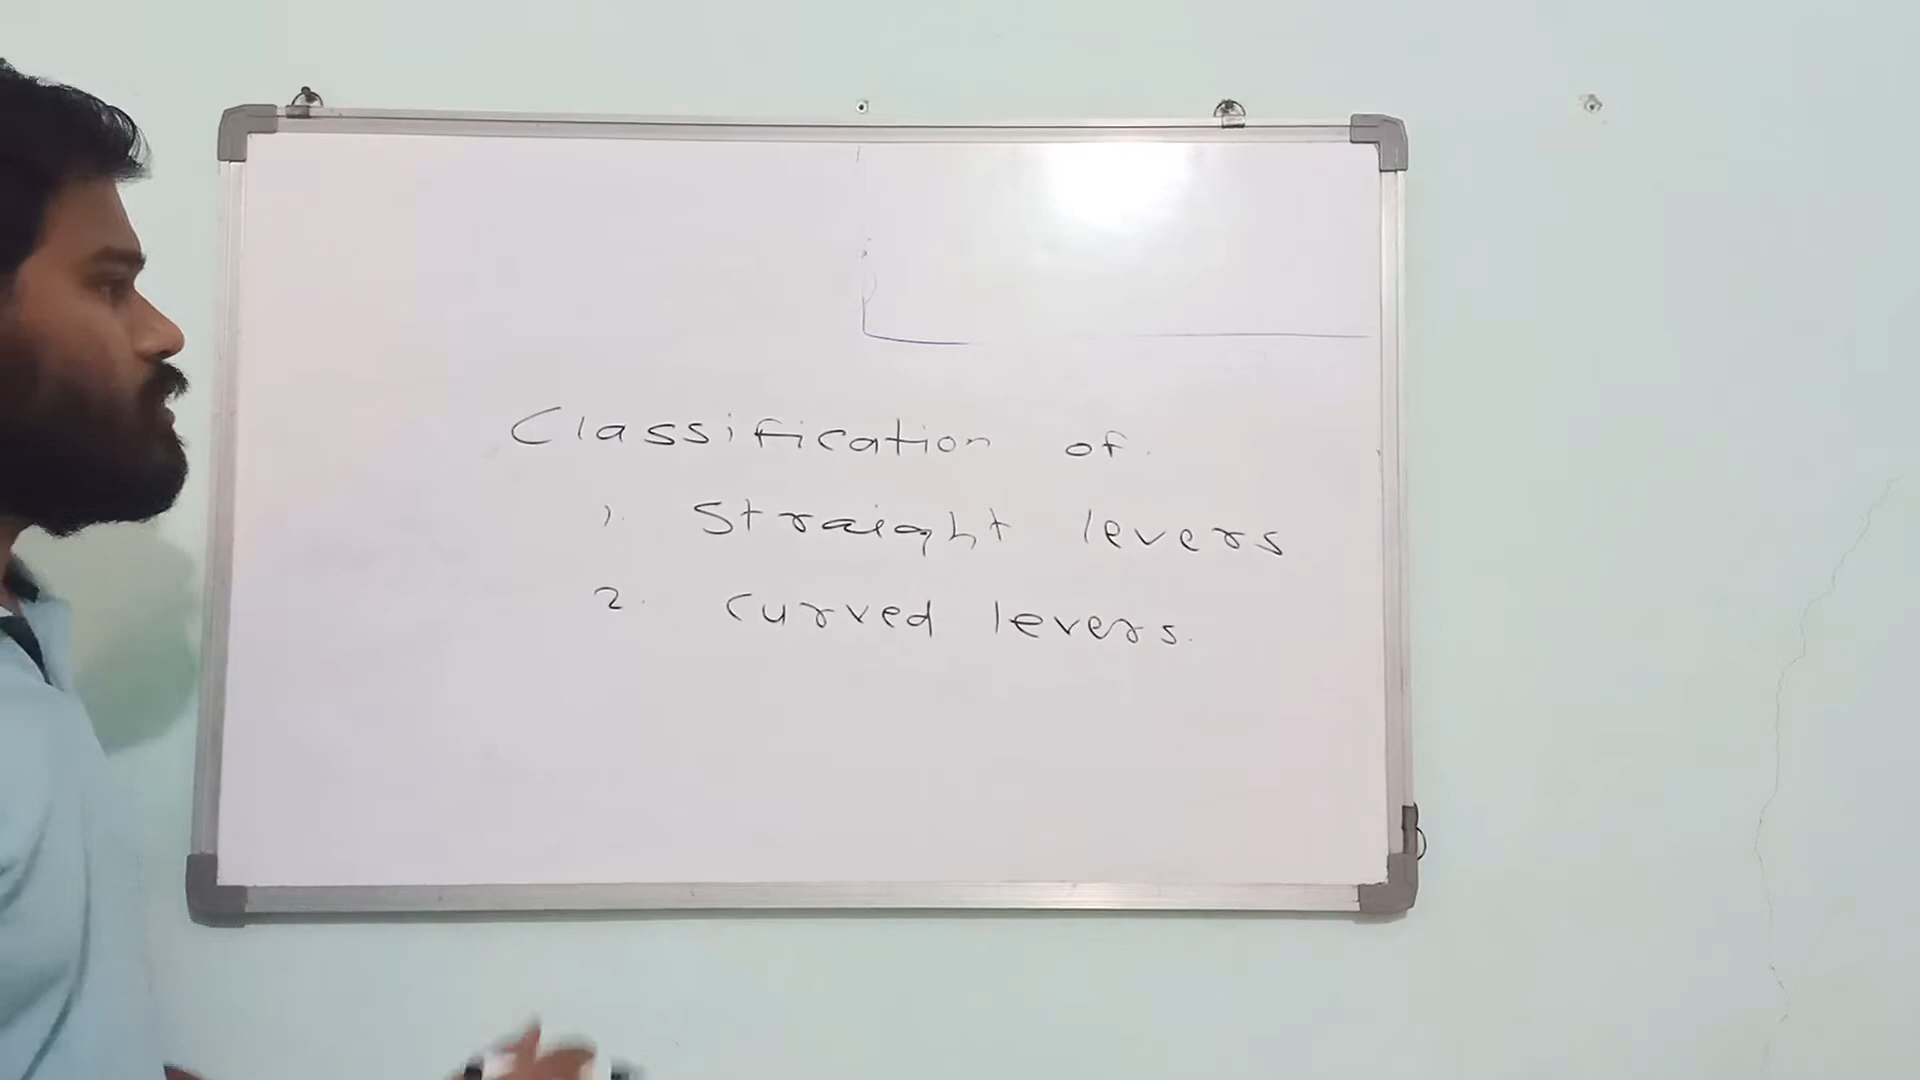 Classification of
1. Straight levers
2. Curved levers.